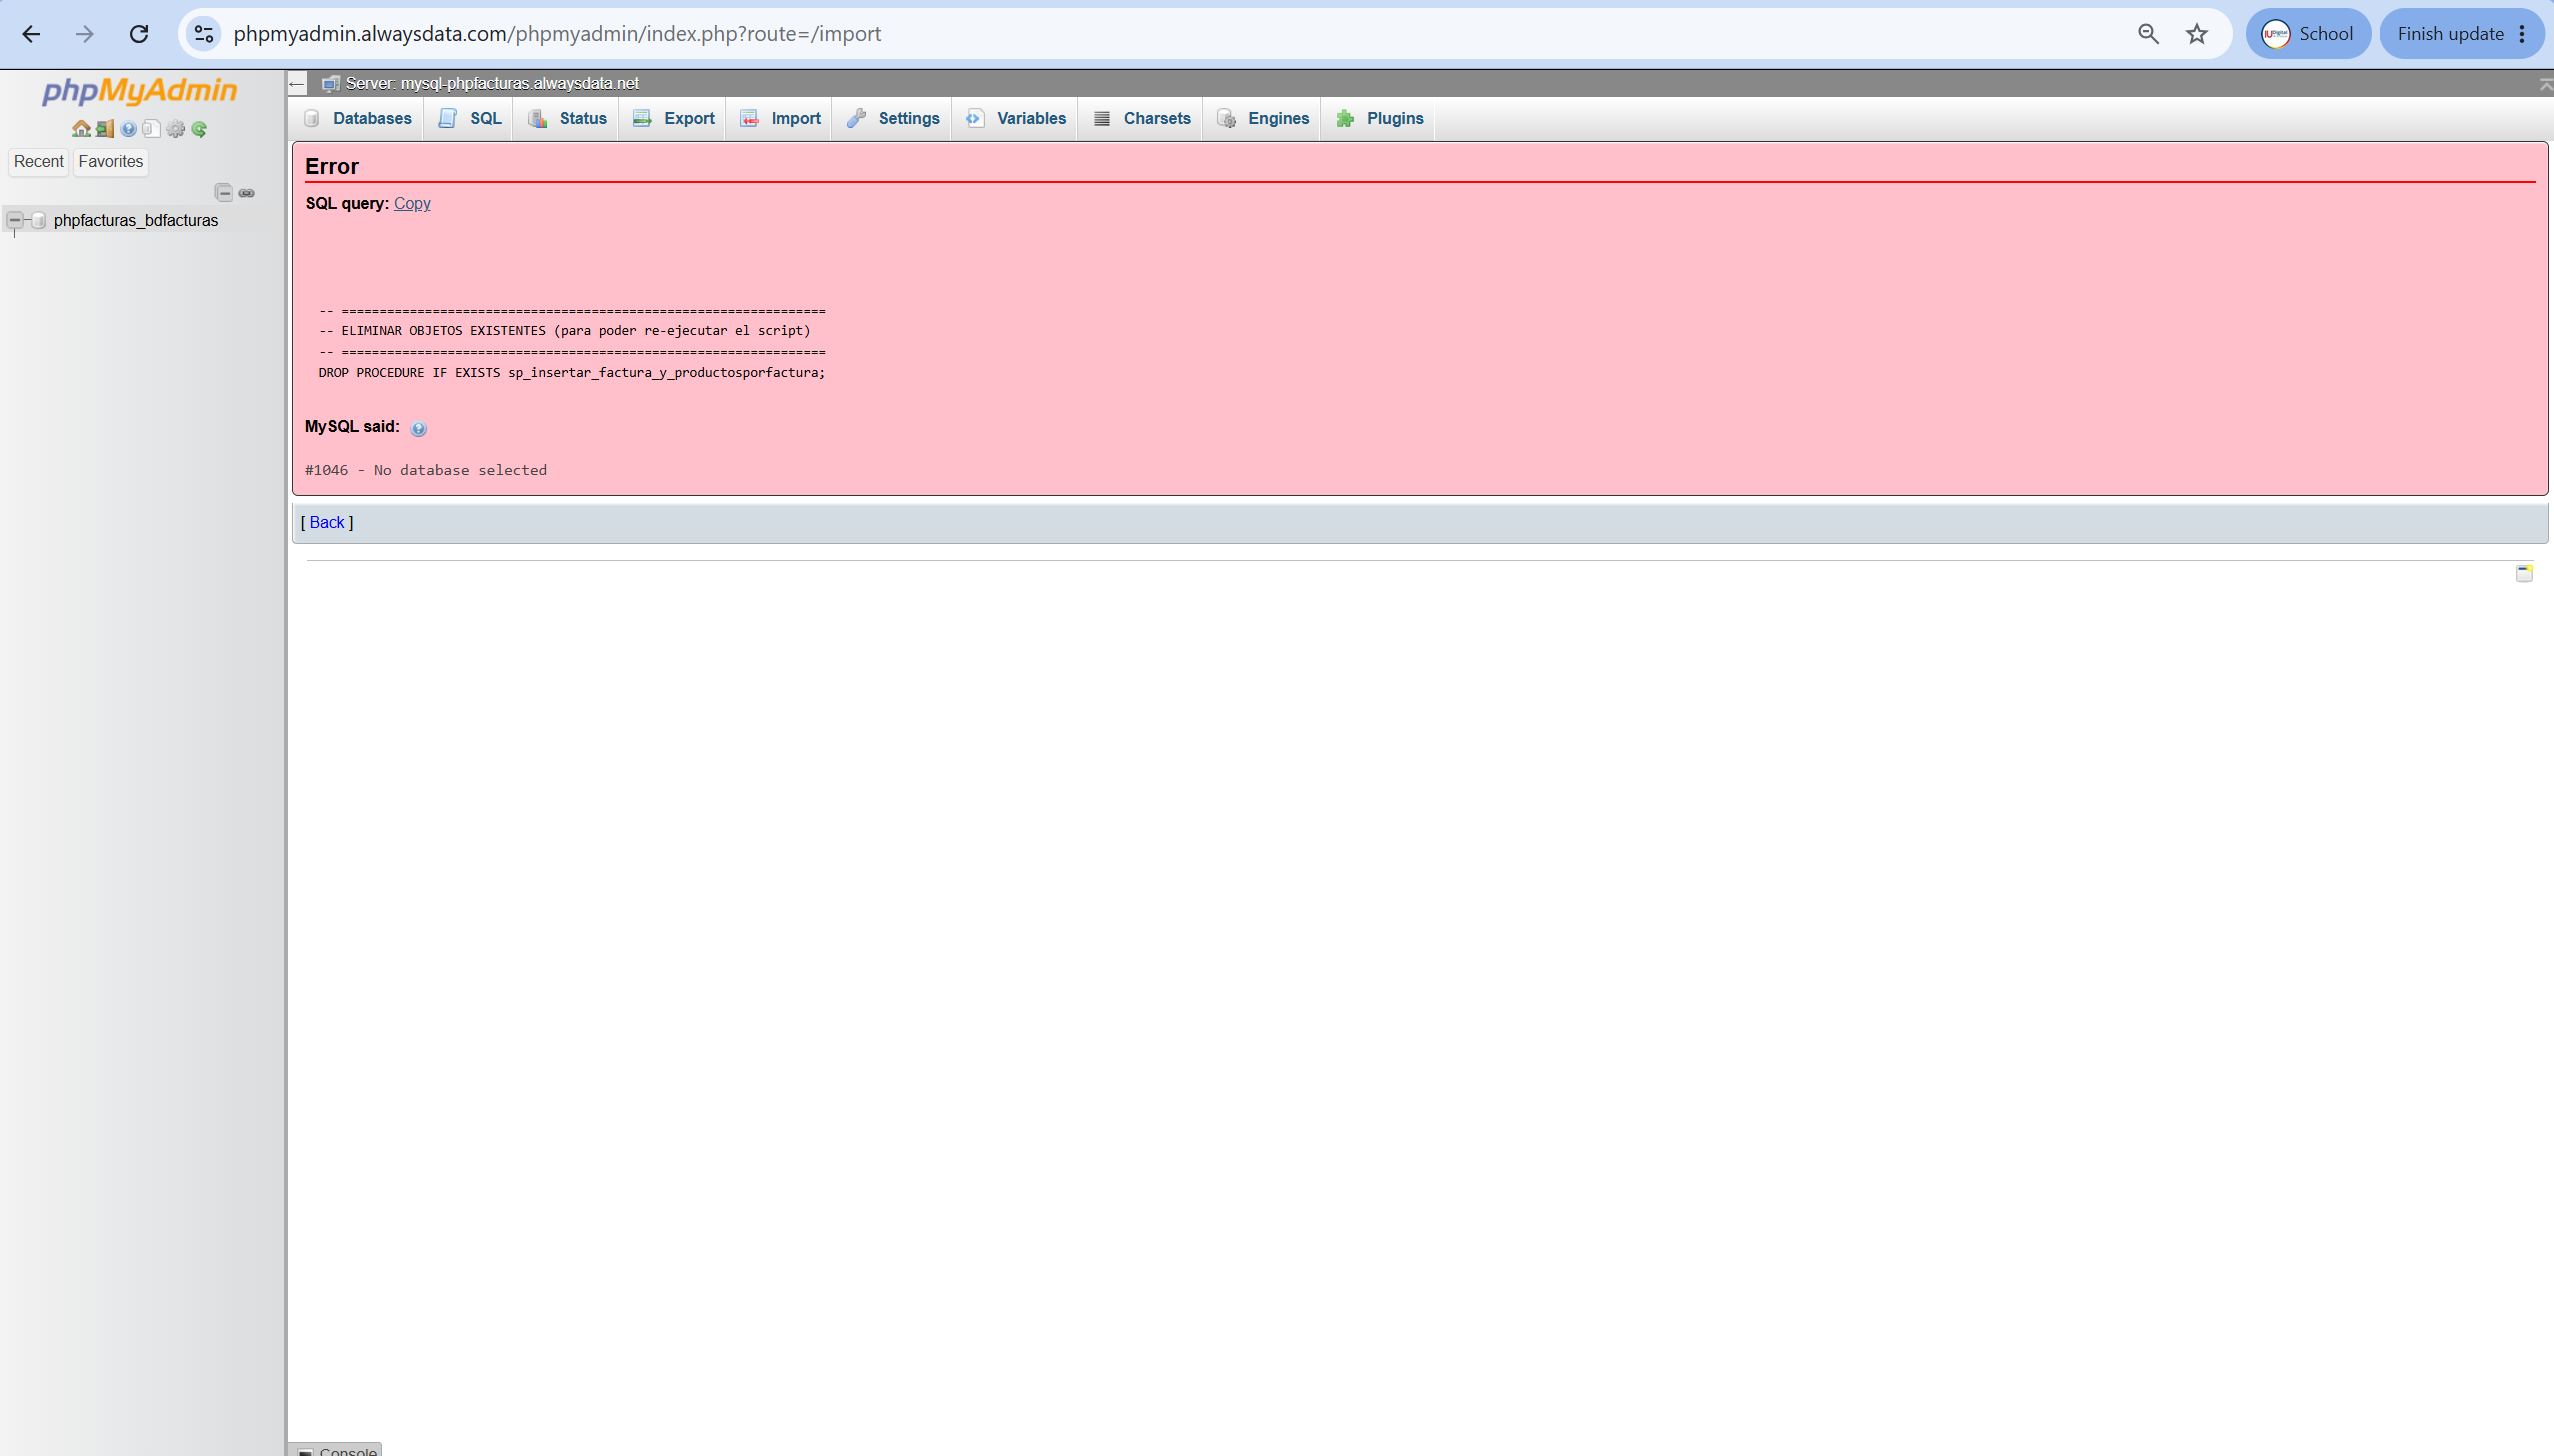 phpmyadmin.alwaysdata.com/phpmyadmin/index.php?route=/import
School
Finish update
phpMyAdmin
Recent
Favorites
phpfacturas_bdfacturas
Server: mysql-phpfacturas.alwaysdata.net
Databases
SQL
Status
Export
Import
Settings
Variables
Charsets
Engines
Plugins
Error
SQL query: Copy
-- ================================================================
-- ELIMINAR OBJETOS EXISTENTES (para poder re-ejecutar el script)
-- ================================================================
DROP PROCEDURE IF EXISTS sp_insertar_factura_y_productosporfactura;
MySQL said:
#1046 - No database selected
[ Back ]
Console